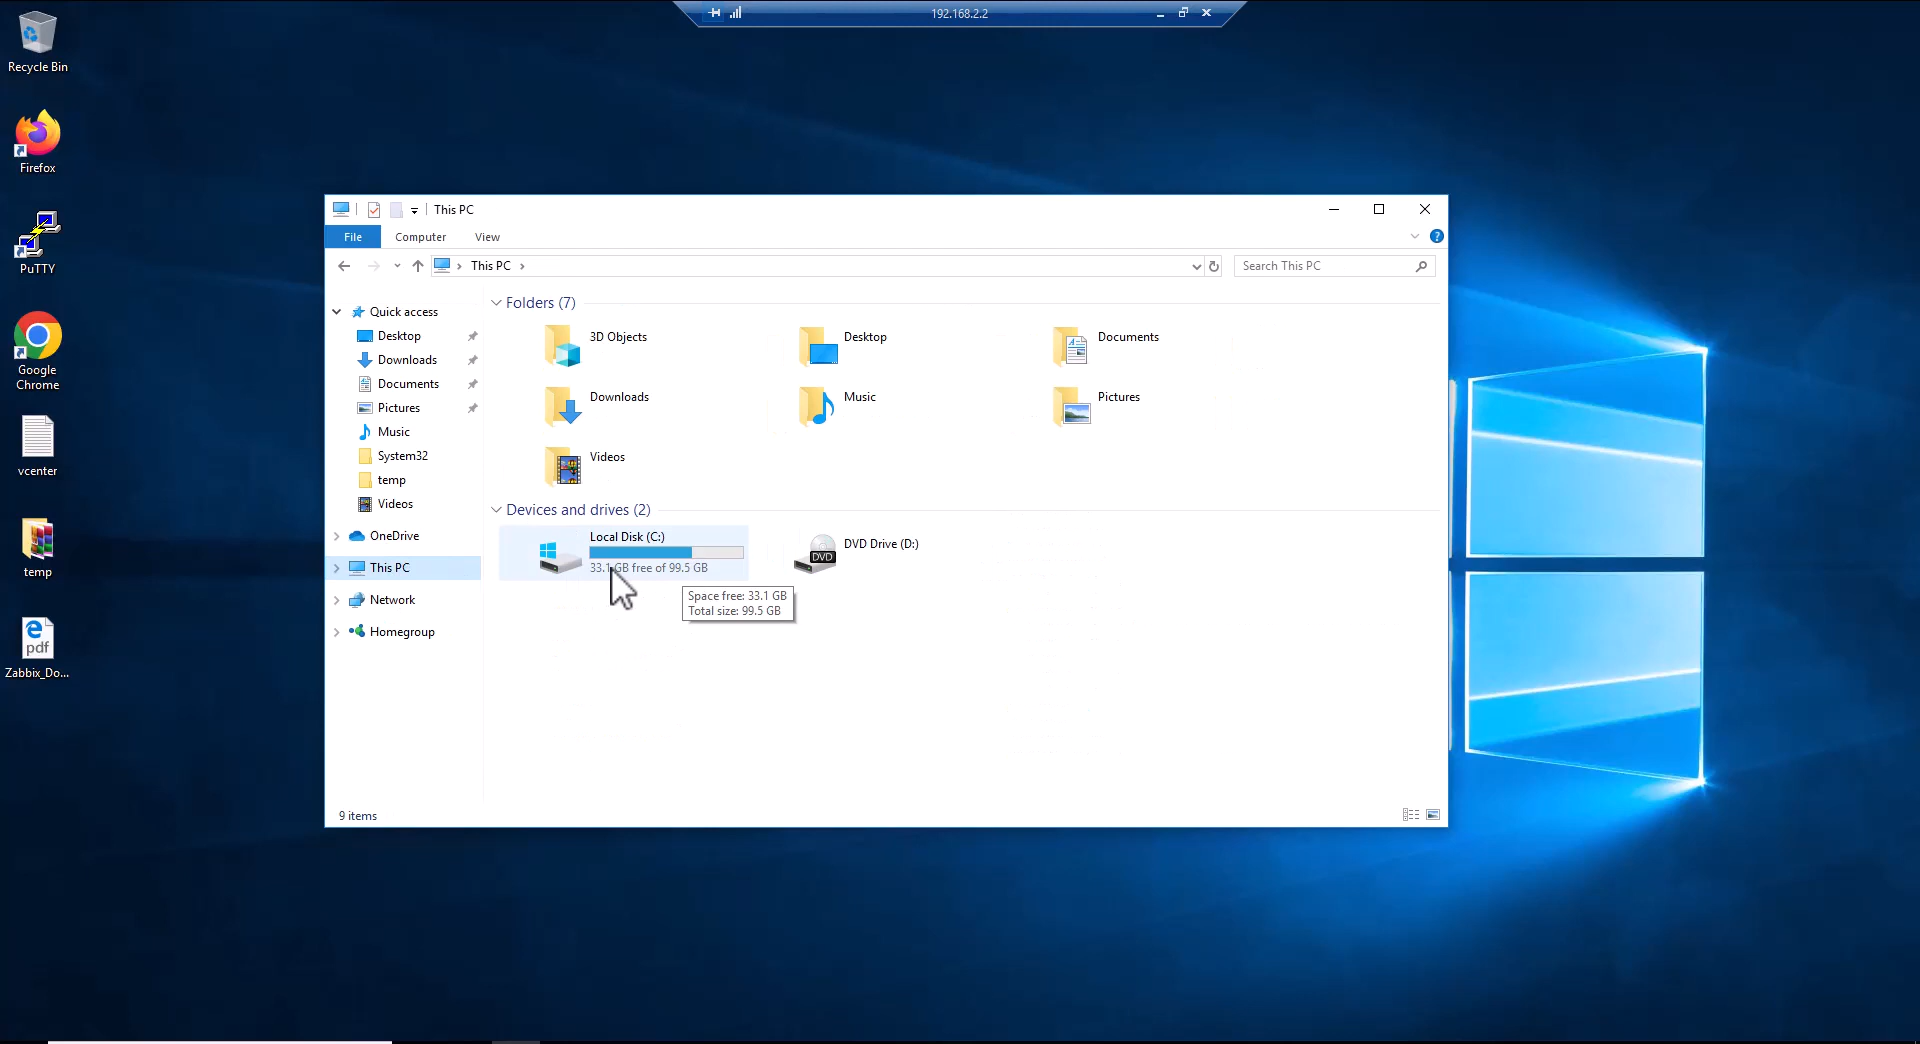 192.168.2.2
Recycle Bin
Firefox
PuTTY
Google
Chrome
vcenter
temp
pdf
Zabbix_Do...
This PC
File
Computer
View
This PC
Search This PC
Quick access
Desktop
Downloads
Documents
Pictures
Music
System32
temp
Videos
OneDrive
This PC
Network
Homegroup
Folders (7)
3D Objects
Desktop
Documents
Downloads
Music
Pictures
Videos
Devices and drives (2)
Local Disk (C:)
33.1 GB free of 99.5 GB
DVD
DVD Drive (D:)
Space free: 33.1 GB
Total size: 99.5 GB
9 items